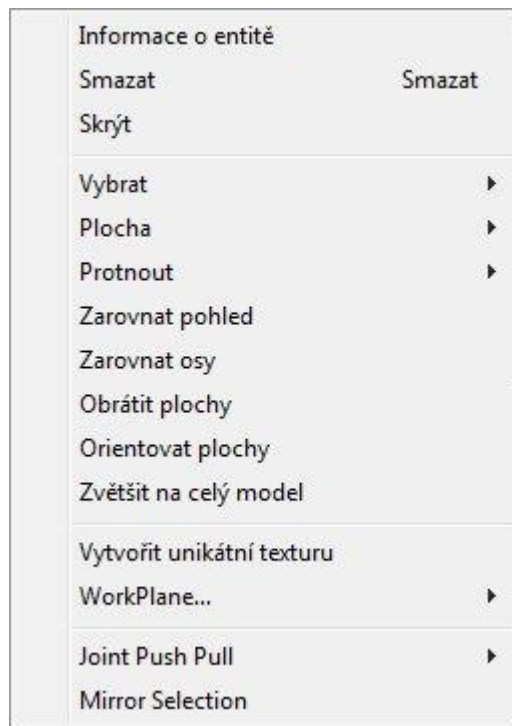 Informace o entitě
Smazat Smazat
Skrýt
Vybrat
Plocha
Protnout
Zarovnat pohled
Zarovnat osy
Obrátit plochy
Orientovat plochy
Zvětšit na celý model
Vytvořit unikátní texturu
WorkPlane...
Joint Push Pull
Mirror Selection